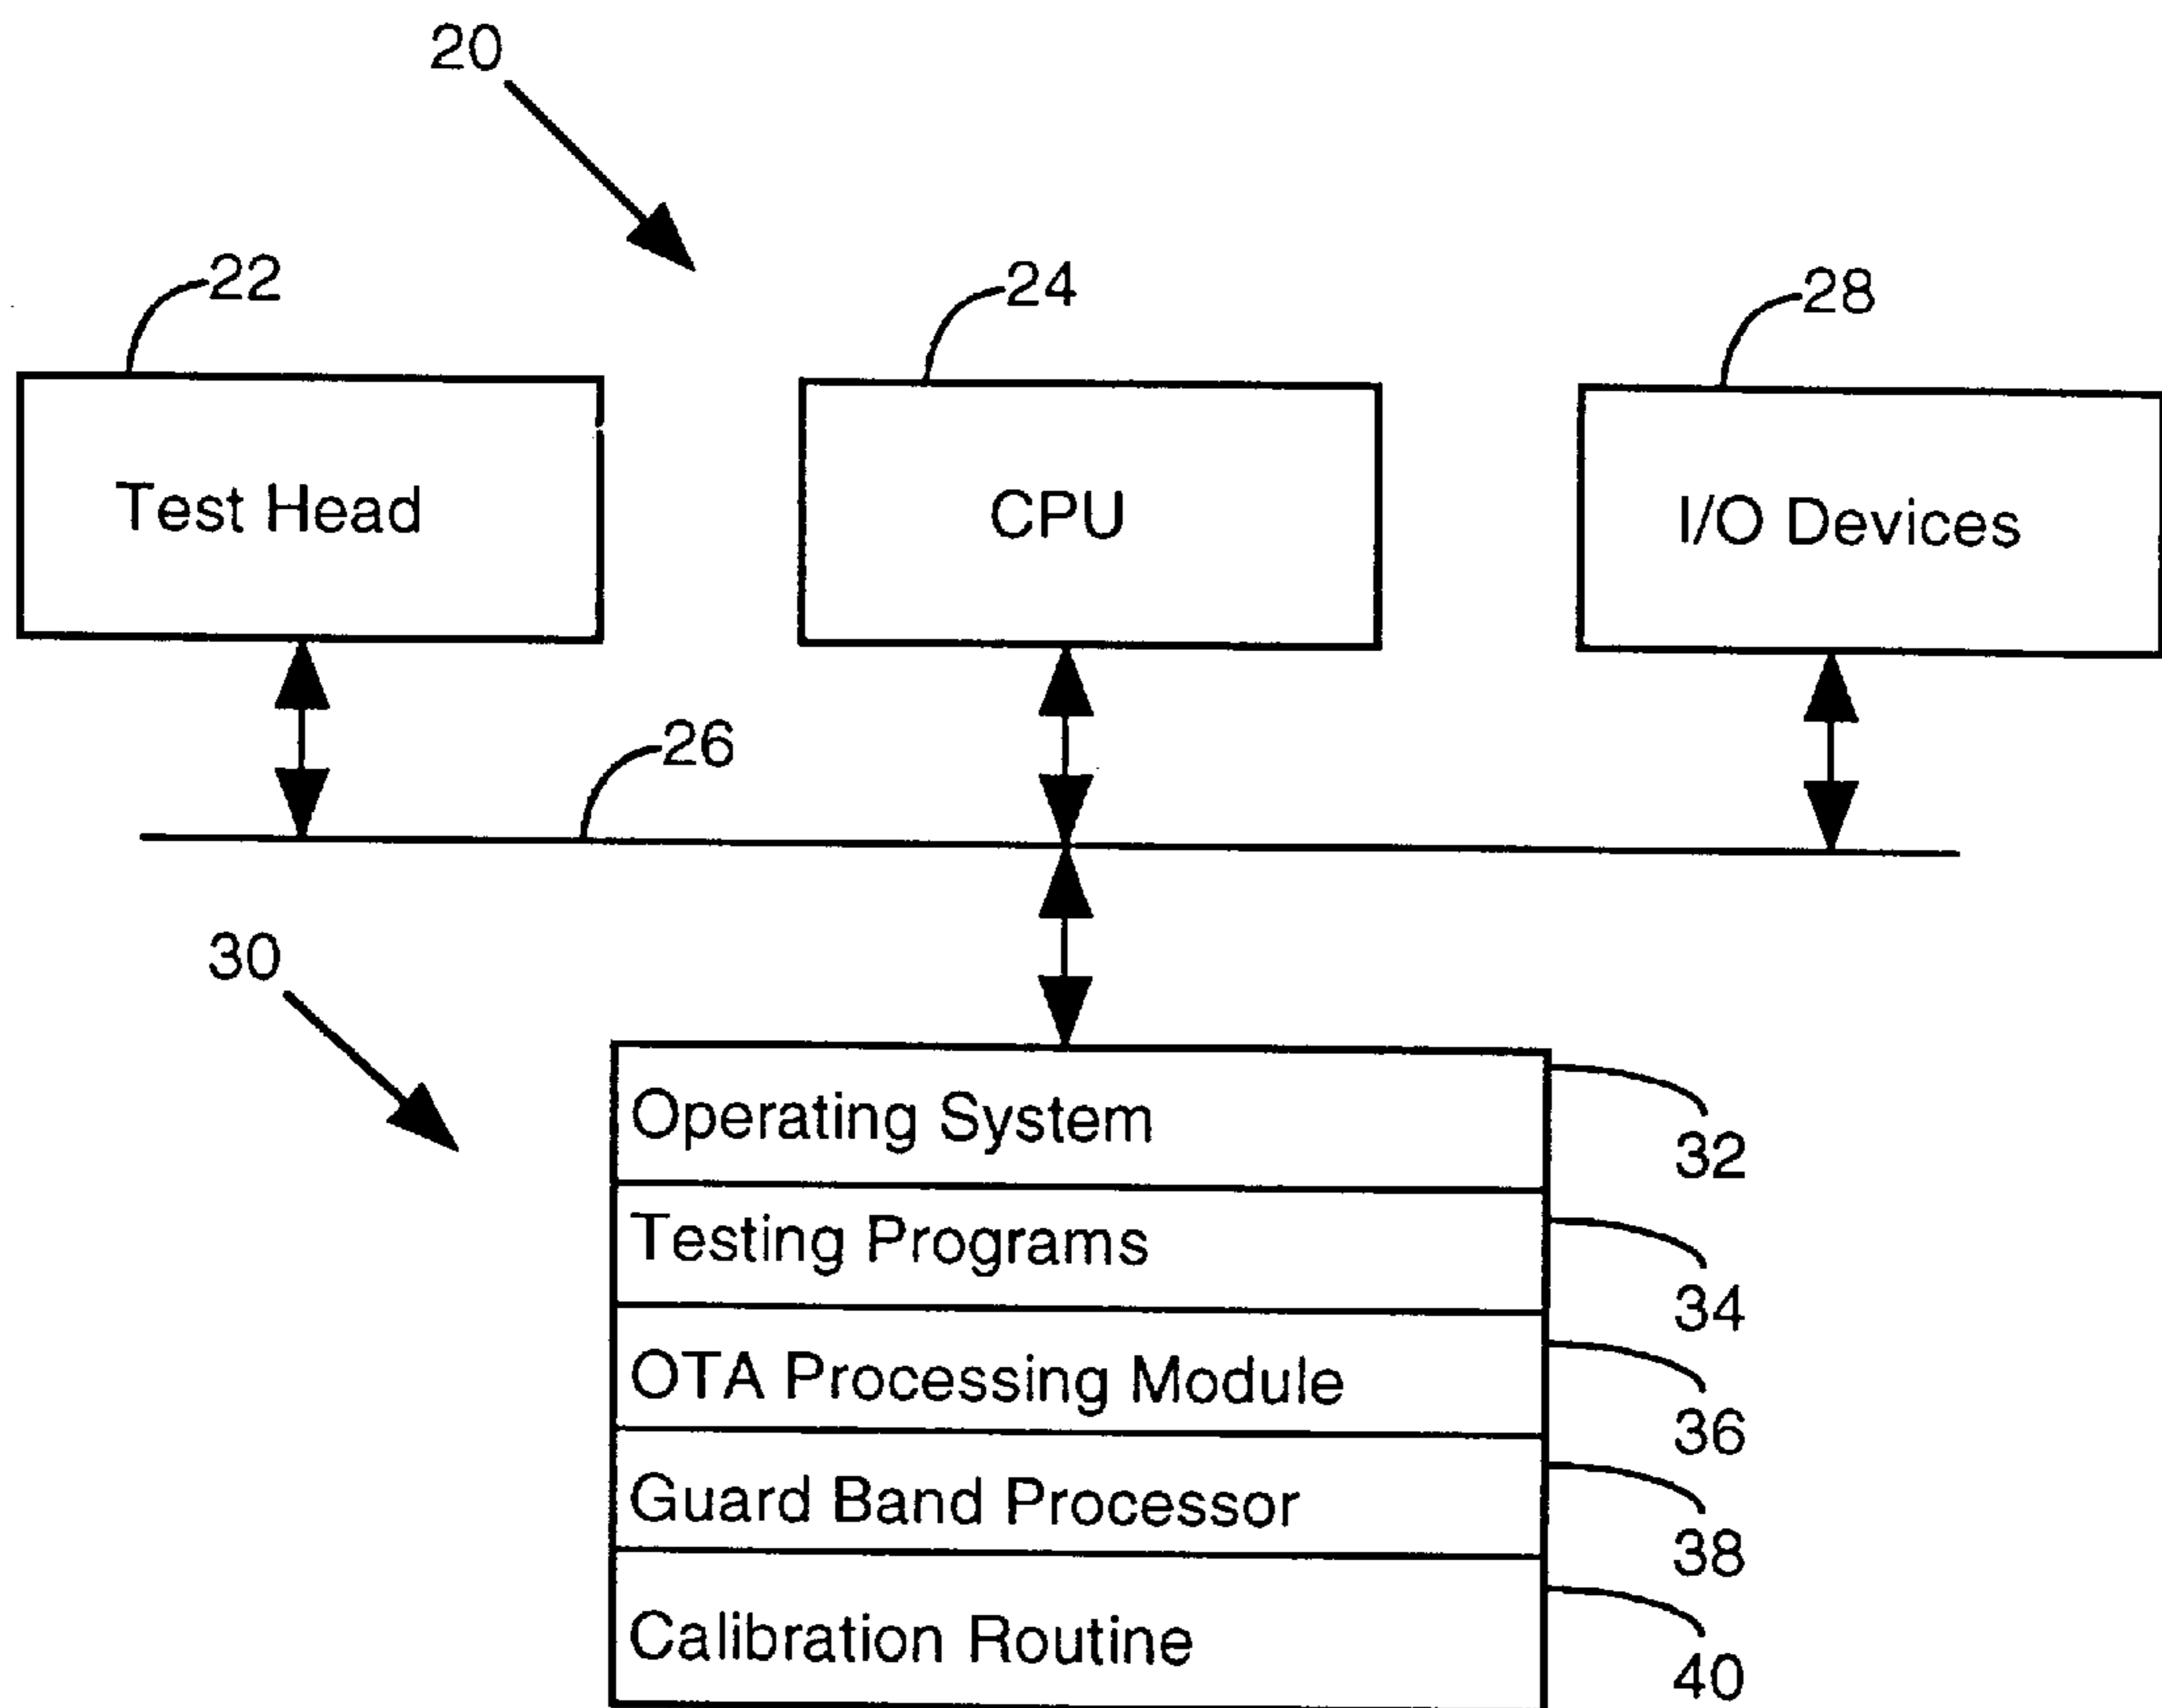 20
22
24
28
Test Head
CPU
I/O Devices
26
30
Operating System
32
Testing Programs
34
OTA Processing Module
36
Guard Band Processor
38
Calibration Routine
40